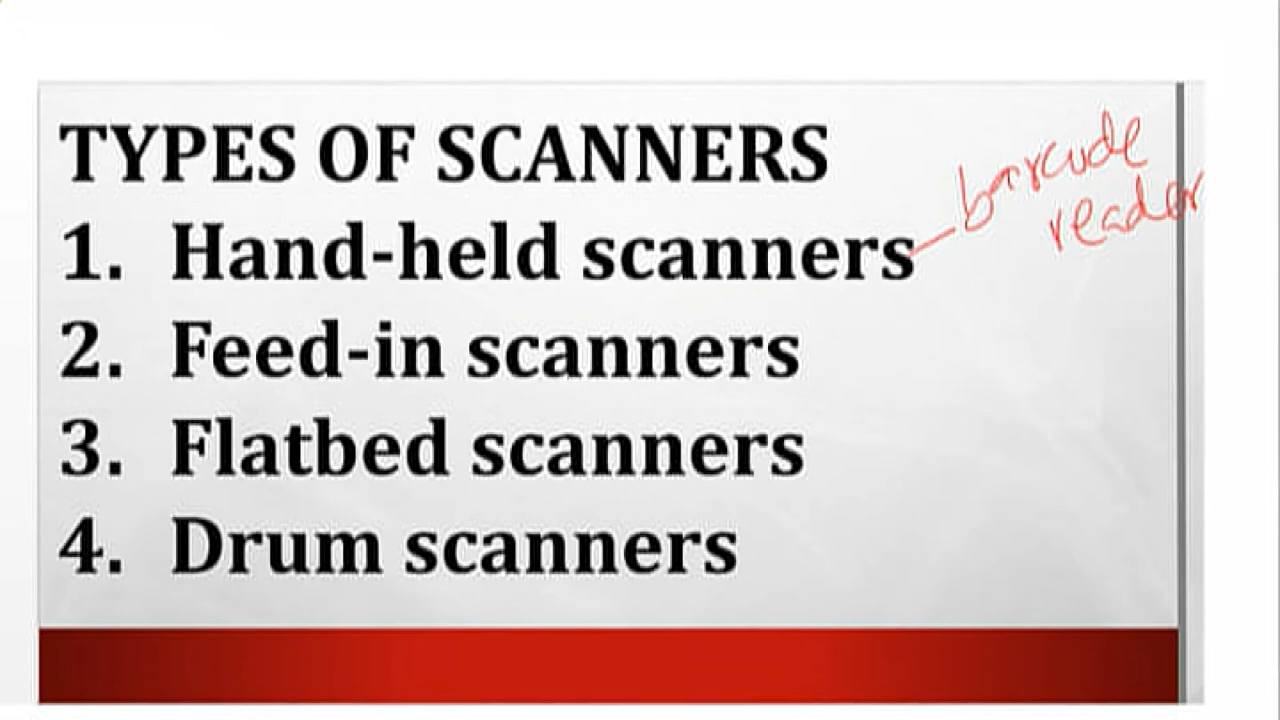 TYPES OF SCANNERS
1. Hand-held scanners
barcode
reader
2. Feed-in scanners
3. Flatbed scanners
4. Drum scanners